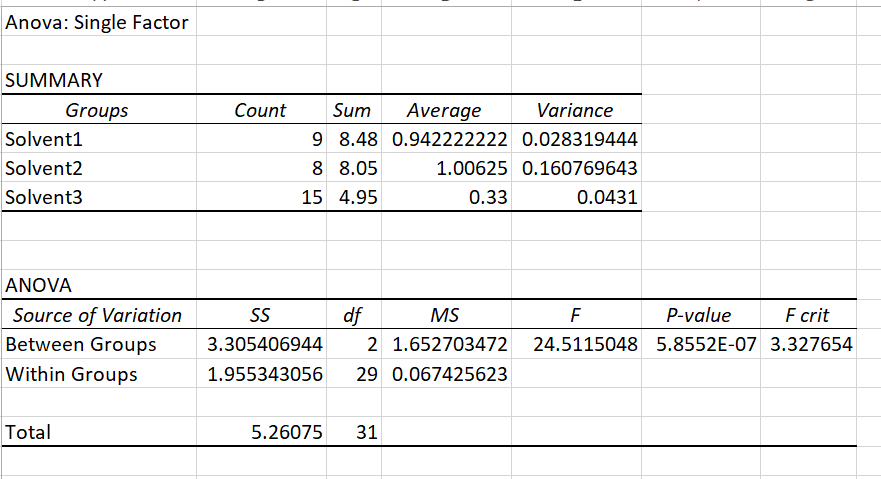 Anova: Single Factor
SUMMARY
Groups Count Sum Average Variance
Solvent1 9 8.48 0.942222222 0.028319444
Solvent2 8 8.05 1.00625 0.160769643
Solvent3 15 4.95 0.33 0.0431
ANOVA
Source of Variation SS df MS F P-value F crit
Between Groups 3.305406944 2 1.652703472 24.5115048 5.8552E-07 3.327654
Within Groups 1.955343056 29 0.067425623
Total 5.26075 31